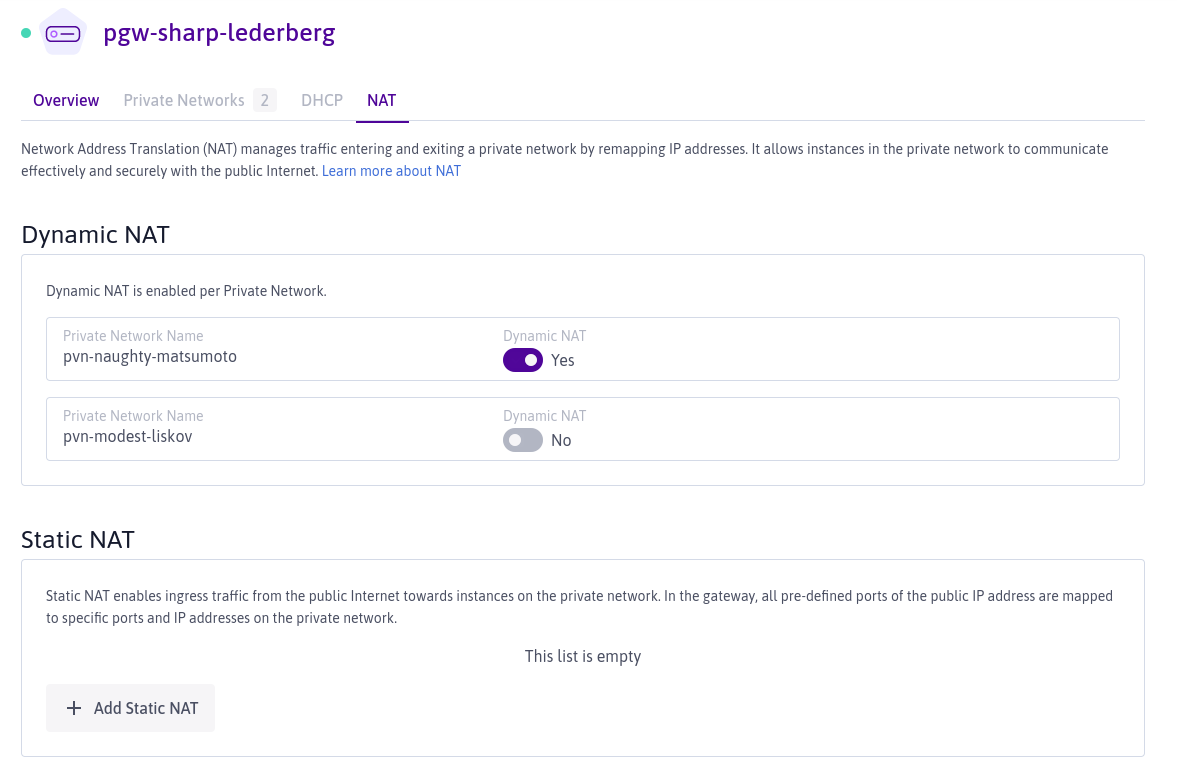 pgw-sharp-lederberg
Overview Private Networks 2 DHCP NAT
Network Address Translation (NAT) manages traffic entering and exiting a private network by remapping IP addresses. It allows instances in the private network to communicate
effectively and securely with the public Internet. Learn more about NAT
Dynamic NAT
Dynamic NAT is enabled per Private Network.
Private Network Name Dynamic NAT
pvn-naughty-matsumoto Yes
Private Network Name Dynamic NAT
pvn-modest-liskov No
Static NAT
Static NAT enables ingress traffic from the public Internet towards instances on the private network. In the gateway, all pre-defined ports of the public IP address are mapped
to specific ports and IP addresses on the private network.
This list is empty
+ Add Static NAT